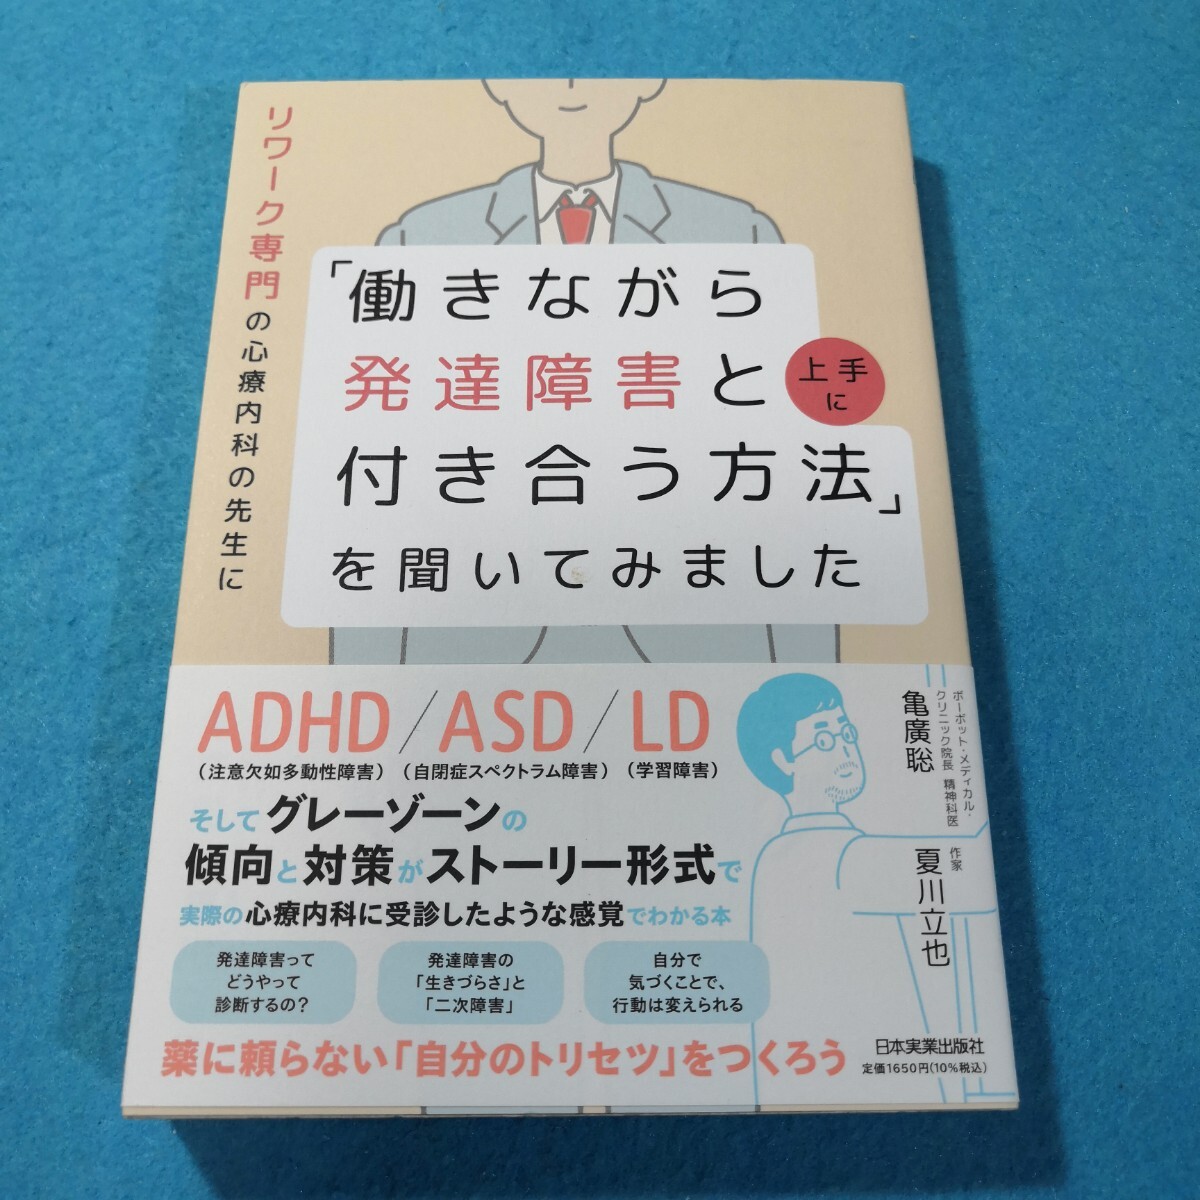 リワーク専門の心療内科の先生に
「働きながら
発達障害と
上手
に
付き合う方法」
を聞いてみました
ADHD/ASD/LD
(注意欠如多動性障害) (自閉症スペクトラム障害) (学習障害)
そしてグレーゾーンの
傾向と対策がストーリー形式で
実際の心療内科に受診したような感覚でわかる本
発達障害って
どうやって
診断するの?
発達障害の
「生きづらさ」と
「二次障害」
自分で
気づくことで、
行動は変えられる
薬に頼らない「自分のトリセツ」をつくろう
ボーボット・メディカル・
クリニック院長、精神科医
亀廣聡
作家
夏川立也
日本実業出版社
定価1650円(10%税込)